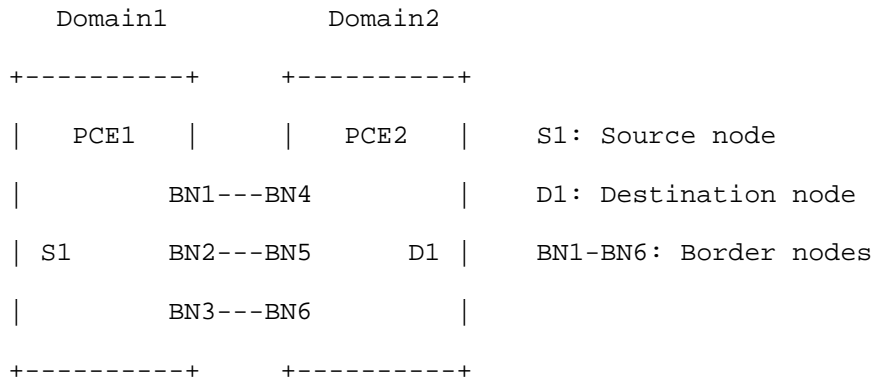 Domain1          Domain2
+----------+     +----------+
|   PCE1   |     |   PCE2   |    S1: Source node
|         BN1---BN4         |    D1: Destination node
| S1      BN2---BN5      D1 |    BN1-BN6: Border nodes
|         BN3---BN6         |
+----------+     +----------+